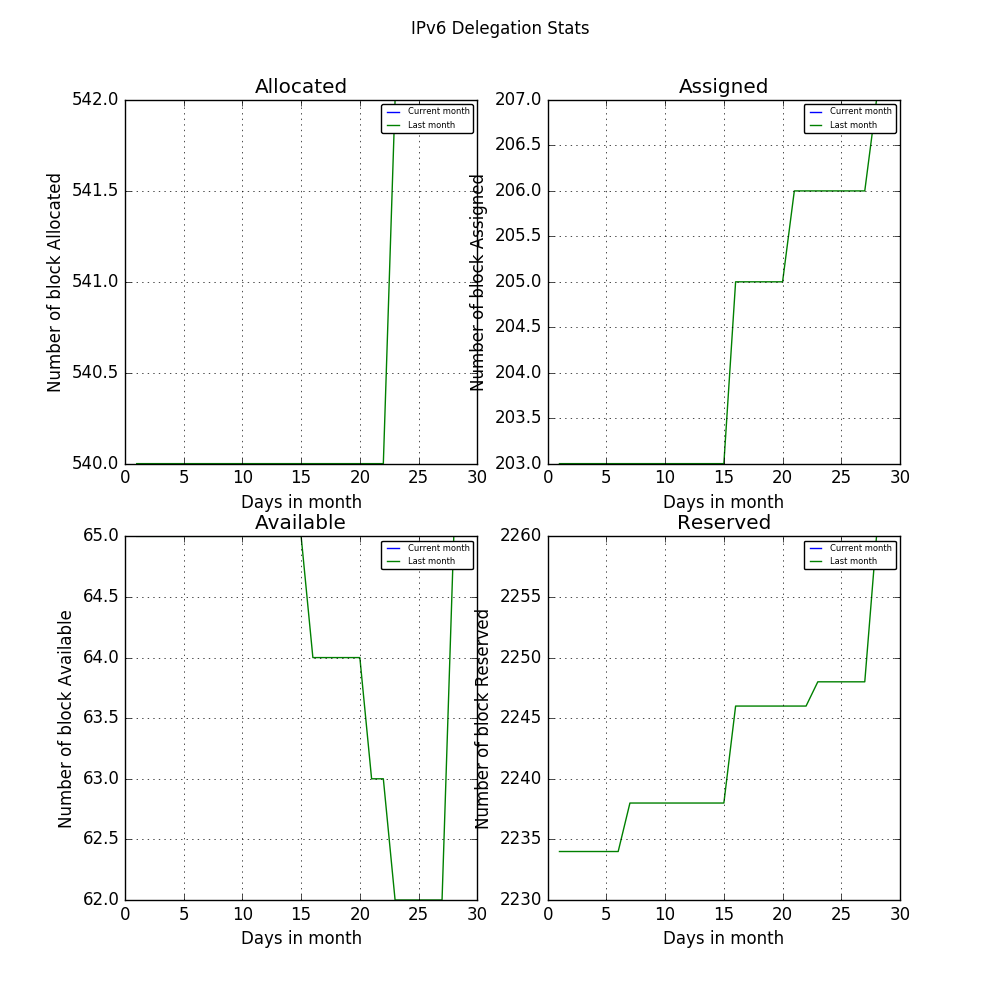 IPv6 Delegation Stats
Allocated
Number of block Allocated
542.0
541.5
541.0
540.5
540.0
0 5 10 15 20 25 30
Days in month
Current month
Last month
Assigned
Number of block Assigned
207.0
206.5
206.0
205.5
205.0
204.5
204.0
203.5
203.0
0 5 10 15 20 25 30
Days in month
Current month
Last month
Available
Number of block Available
65.0
64.5
64.0
63.5
63.0
62.5
62.0
0 5 10 15 20 25 30
Days in month
Current month
Last month
Reserved
Number of block Reserved
2260
2255
2250
2245
2240
2235
2230
0 5 10 15 20 25 30
Days in month
Current month
Last month